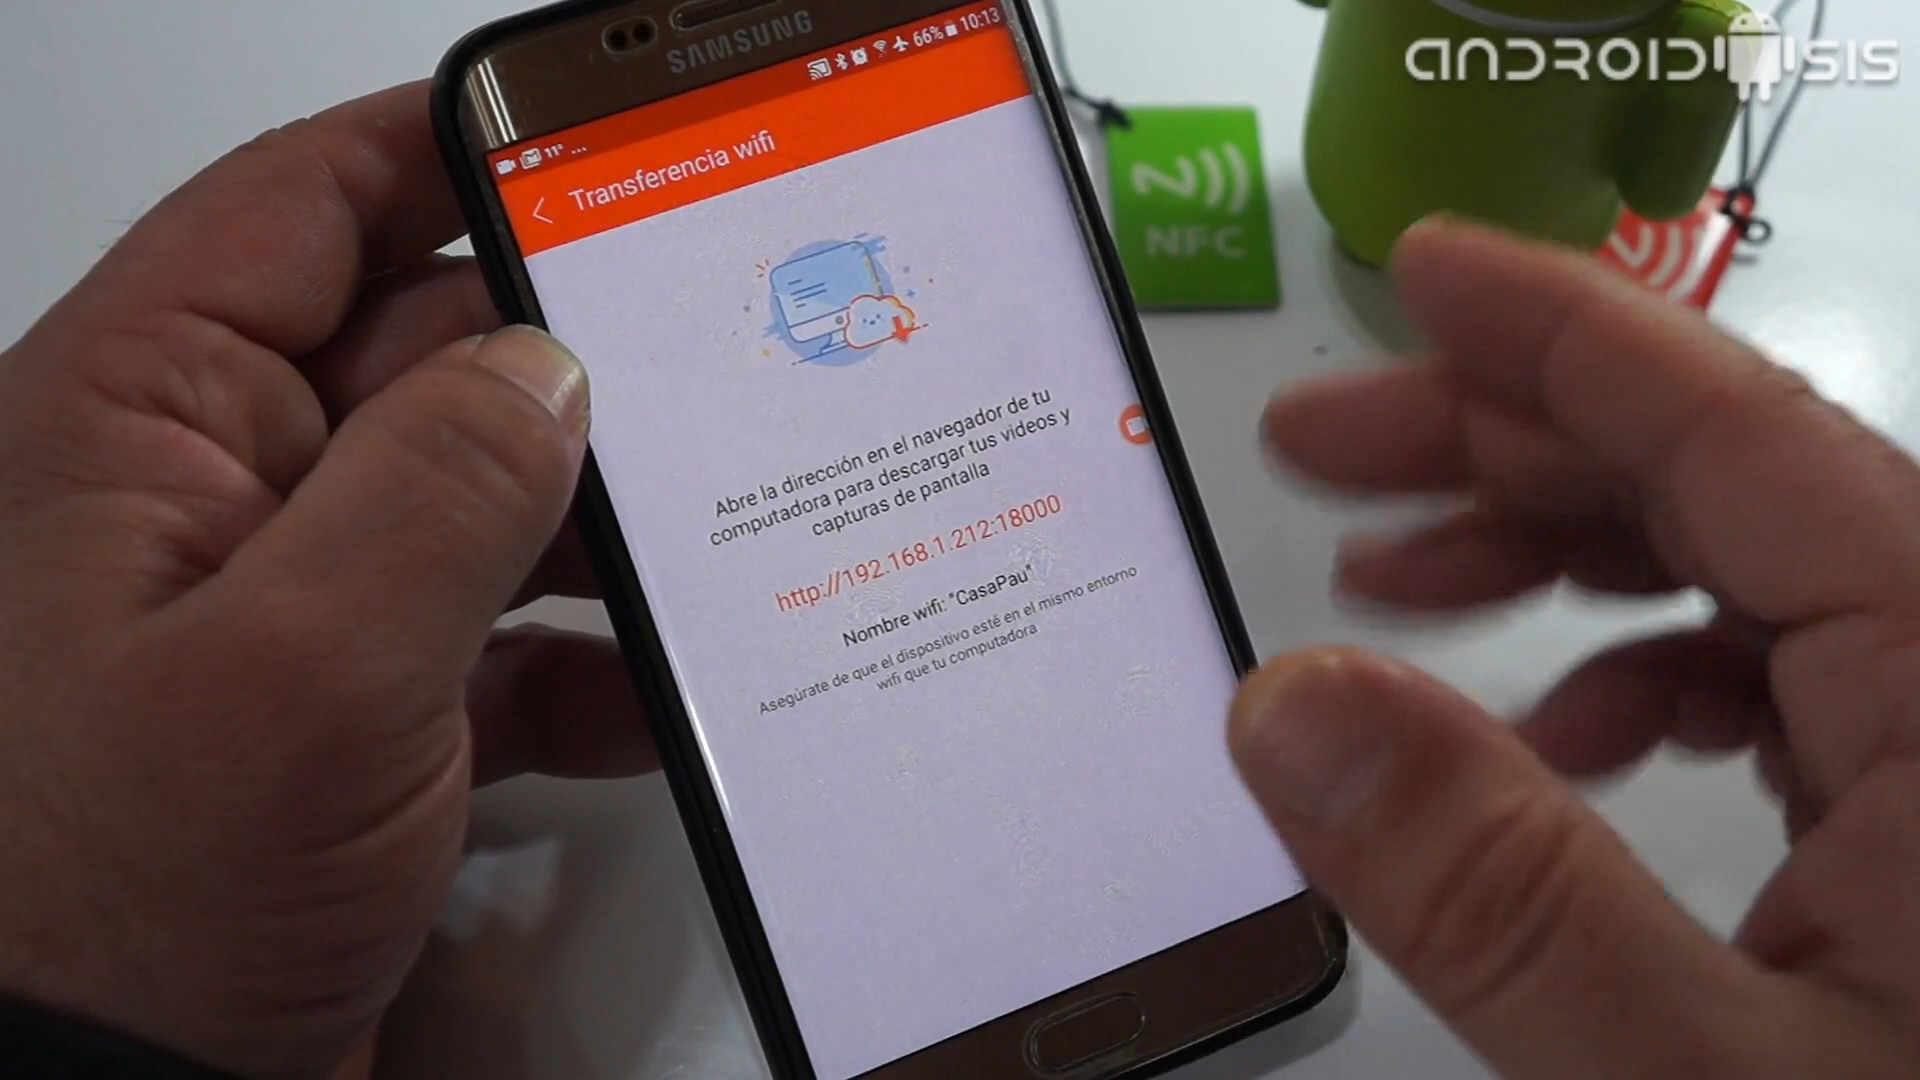 ANDROIDSIS
SAMSUNG
11° ... 66% 10:13
Transferencia wifi
NFC
Abre la dirección en el navegador de tu
computadora para descargar tus videos y
capturas de pantalla
http://192.168.1.212:18000
Nombre wifi: "CasaPau"
Asegúrate de que el dispositivo esté en el mismo entorno
wifi que tu computadora